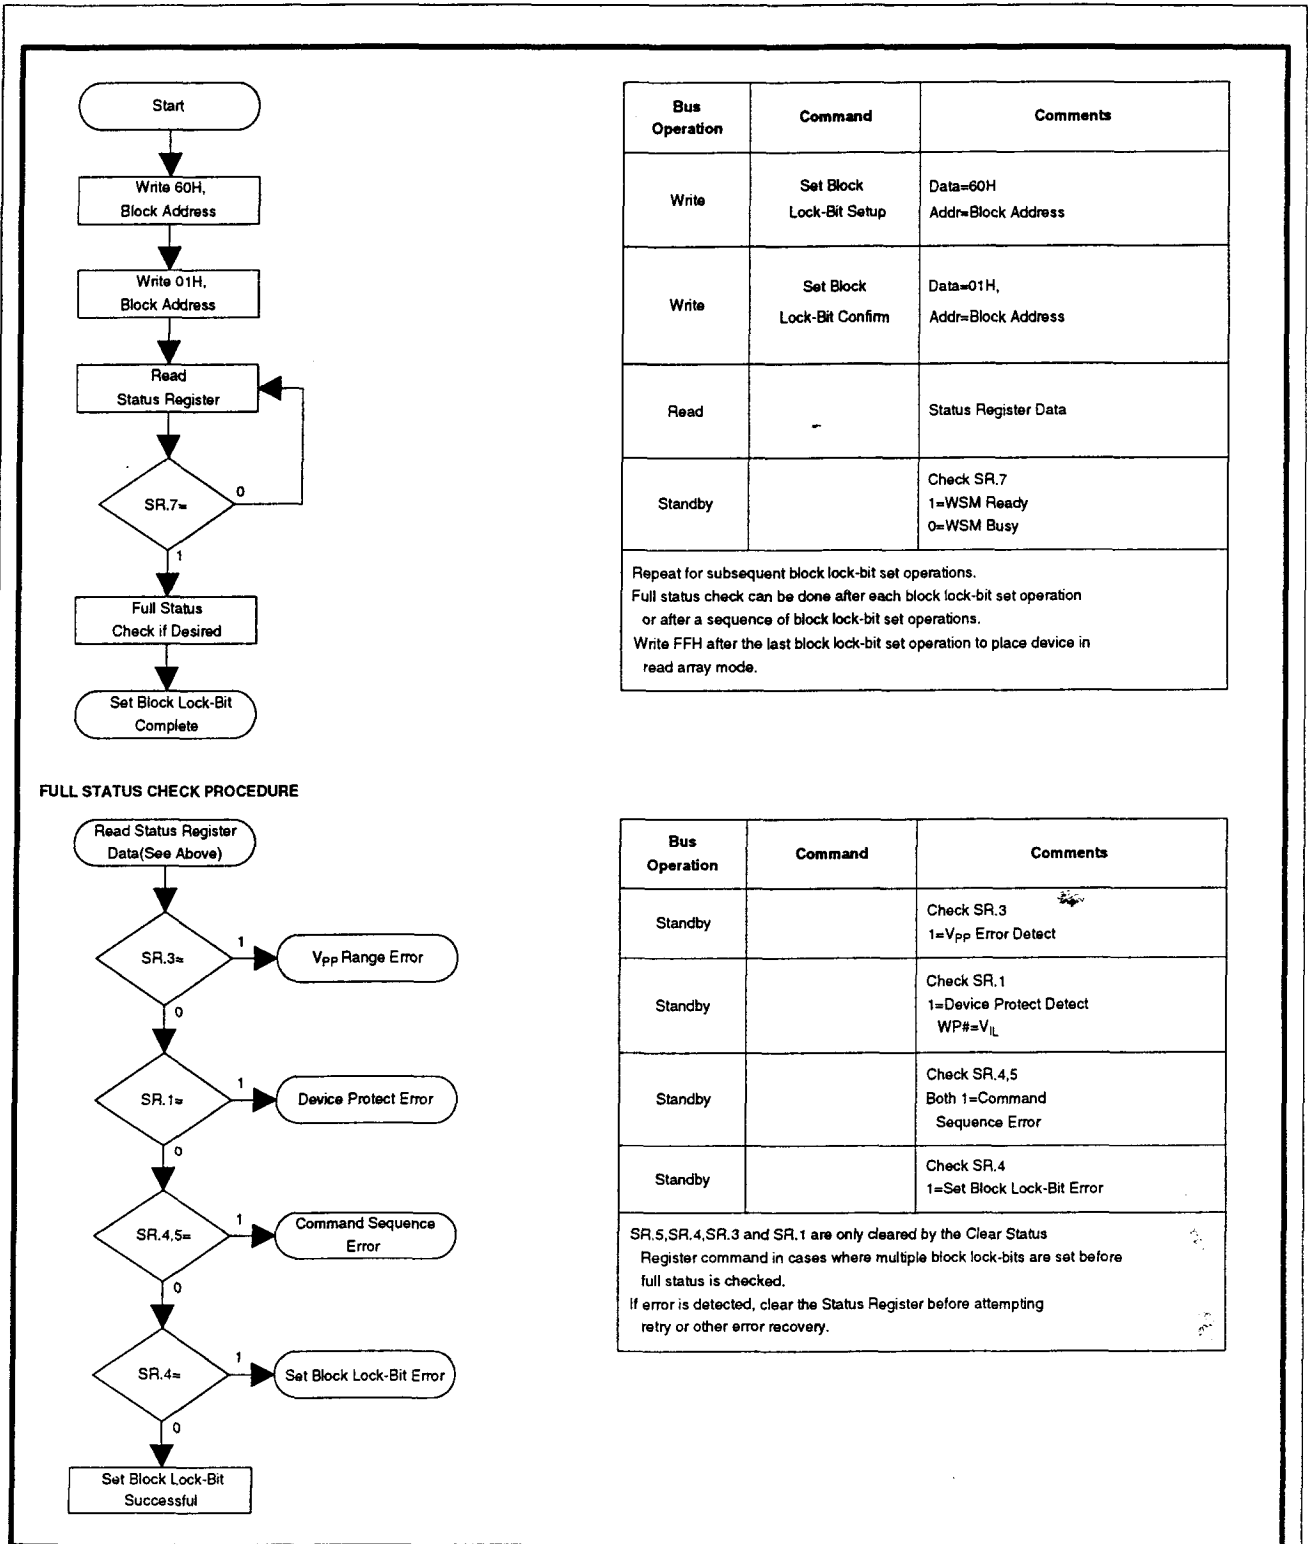 Start
Write 60H,
Block Address
Write 01H,
Block Address
Read
Status Register
SR.7=
0
1
Full Status
Check if Desired
Set Block Lock-Bit
Complete
Bus
Operation
Command
Comments
Write
Set Block
Lock-Bit Setup
Data=60H
Addr=Block Address
Write
Set Block
Lock-Bit Confirm
Data=01H,
Addr=Block Address
Read
Status Register Data
Standby
Check SR.7
1=WSM Ready
0=WSM Busy
Repeat for subsequent block lock-bit set operations.
Full status check can be done after each block lock-bit set operation
or after a sequence of block lock-bit set operations.
Write FFH after the last block lock-bit set operation to place device in
read array mode.
FULL STATUS CHECK PROCEDURE
Read Status Register
Data(See Above)
SR.3=
1
VPP Range Error
0
SR.1=
1
Device Protect Error
0
SR.4,5=
1
Command Sequence
Error
0
SR.4=
1
Set Block Lock-Bit Error
0
Set Block Lock-Bit
Successful
Bus
Operation
Command
Comments
Standby
Check SR.3
1=VPP Error Detect
Standby
Check SR.1
1=Device Protect Detect
WP#=VIL
Standby
Check SR.4,5
Both 1=Command
Sequence Error
Standby
Check SR.4
1=Set Block Lock-Bit Error
SR.5,SR.4,SR.3 and SR.1 are only cleared by the Clear Status
Register command in cases where multiple block lock-bits are set before
full status is checked.
If error is detected, clear the Status Register before attempting
retry or other error recovery.